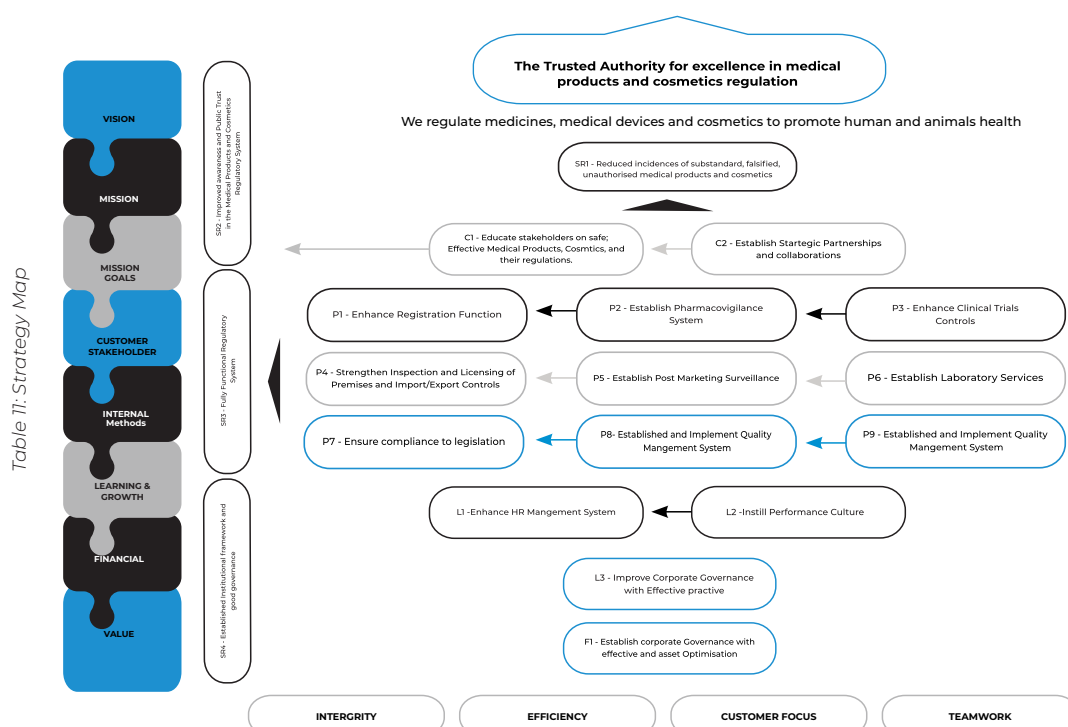 Table 11: Strategy Map
VISION
MISSION
MISSION
GOALS
CUSTOMER
STAKEHOLDER
INTERNAL
Methods
LEARNING &
GROWTH
FINANCIAL
VALUE
SR2 - Improved awareness and Public Trust
in the Medical Products and Cosmetics
Regulatory System
SR3 - Fully Functional Regulatory
System
SR4 - Established Institutional framework and
good governance
The Trusted Authority for excellence in medical
products and cosmetics regulation
We regulate medicines, medical devices and cosmetics to promote human and animals health
SR1 - Reduced incidences of substandard, falsified,
unauthorised medical products and cosmetics
C1 - Educate stakeholders on safe;
Effective Medical Products, Cosmtics, and
their regulations.
C2 - Establish Startegic Partnerships
and collaborations
P1 - Enhance Registration Function
P2 - Establish Pharmacovigilance
System
P3 - Enhance Clinical Trials
Controls
P4 - Strengthen Inspection and Licensing of
Premises and Import/Export Controls
P5 - Establish Post Marketing Surveillance
P6 - Establish Laboratory Services
P7 - Ensure compliance to legislation
P8- Established and Implement Quality
Mangement System
P9 - Established and Implement Quality
Mangement System
L1 -Enhance HR Mangement System
L2 -Instill Performance Culture
L3 - Improve Corporate Governance
with Effective practive
F1 - Establish corporate Governance with
effective and asset Optimisation
INTERGRITY
EFFICIENCY
CUSTOMER FOCUS
TEAMWORK